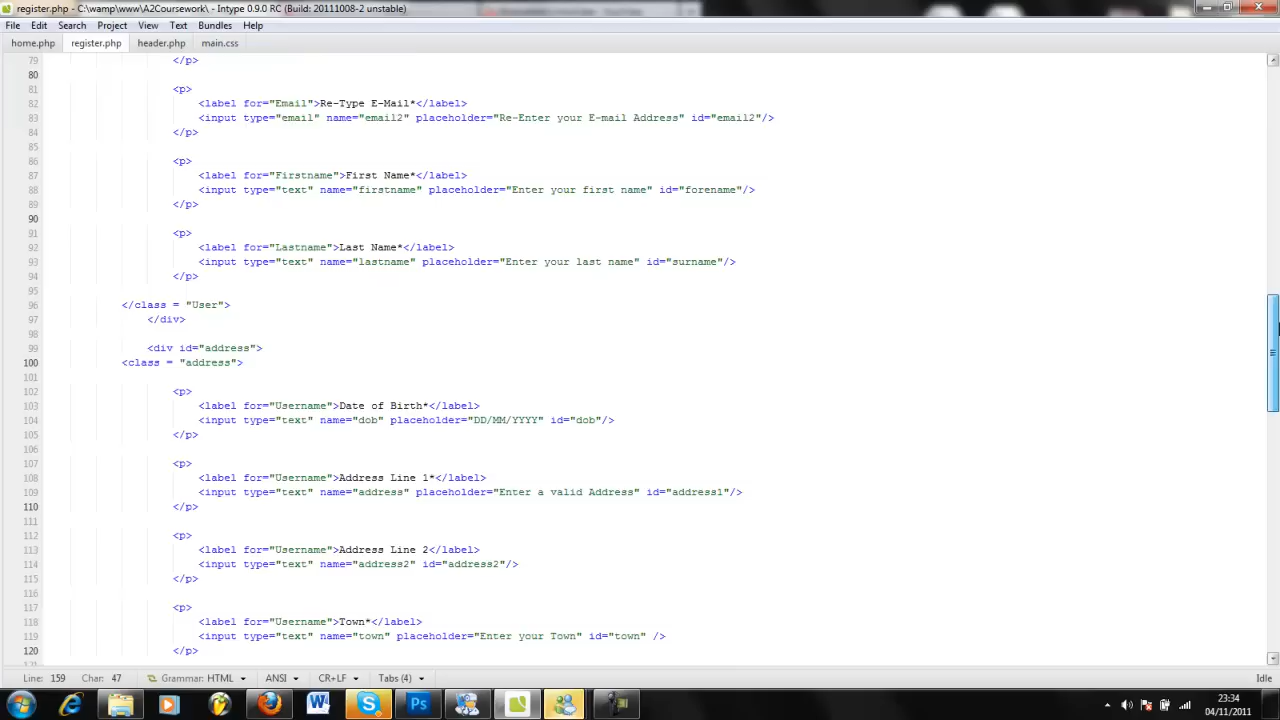 register.php - C:\wamp\www\A2Coursework\ - Intype 0.9.0 RC (Build: 20111008-2 unstable)
File Edit Search Project View Text Bundles Help
home.php register.php header.php main.css
79 </p>
80
81 <p>
82 <label for="Email">Re-Type E-Mail*</label>
83 <input type="email" name="email2" placeholder="Re-Enter your E-mail Address" id="email2"/>
84 </p>
85
86 <p>
87 <label for="Firstname">First Name*</label>
88 <input type="text" name="firstname" placeholder="Enter your first name" id="forename"/>
89 </p>
90
91 <p>
92 <label for="Lastname">Last Name*</label>
93 <input type="text" name="lastname" placeholder="Enter your last name" id="surname"/>
94 </p>
95
96 </class = "User">
97 </div>
98
99 <div id="address">
100 <class = "address">
101
102 <p>
103 <label for="Username">Date of Birth*</label>
104 <input type="text" name="dob" placeholder="DD/MM/YYYY" id="dob"/>
105 </p>
106
107 <p>
108 <label for="Username">Address Line 1*</label>
109 <input type="text" name="address" placeholder="Enter a valid Address" id="address1"/>
110 </p>
111
112 <p>
113 <label for="Username">Address Line 2</label>
114 <input type="text" name="address2" id="address2"/>
115 </p>
116
117 <p>
118 <label for="Username">Town*</label>
119 <input type="text" name="town" placeholder="Enter your Town" id="town" />
120 </p>
121
Line: 159 Char: 47 Grammar: HTML ANSI CR+LF Tabs (4) Idle
W S Ps
23:34
04/11/2011